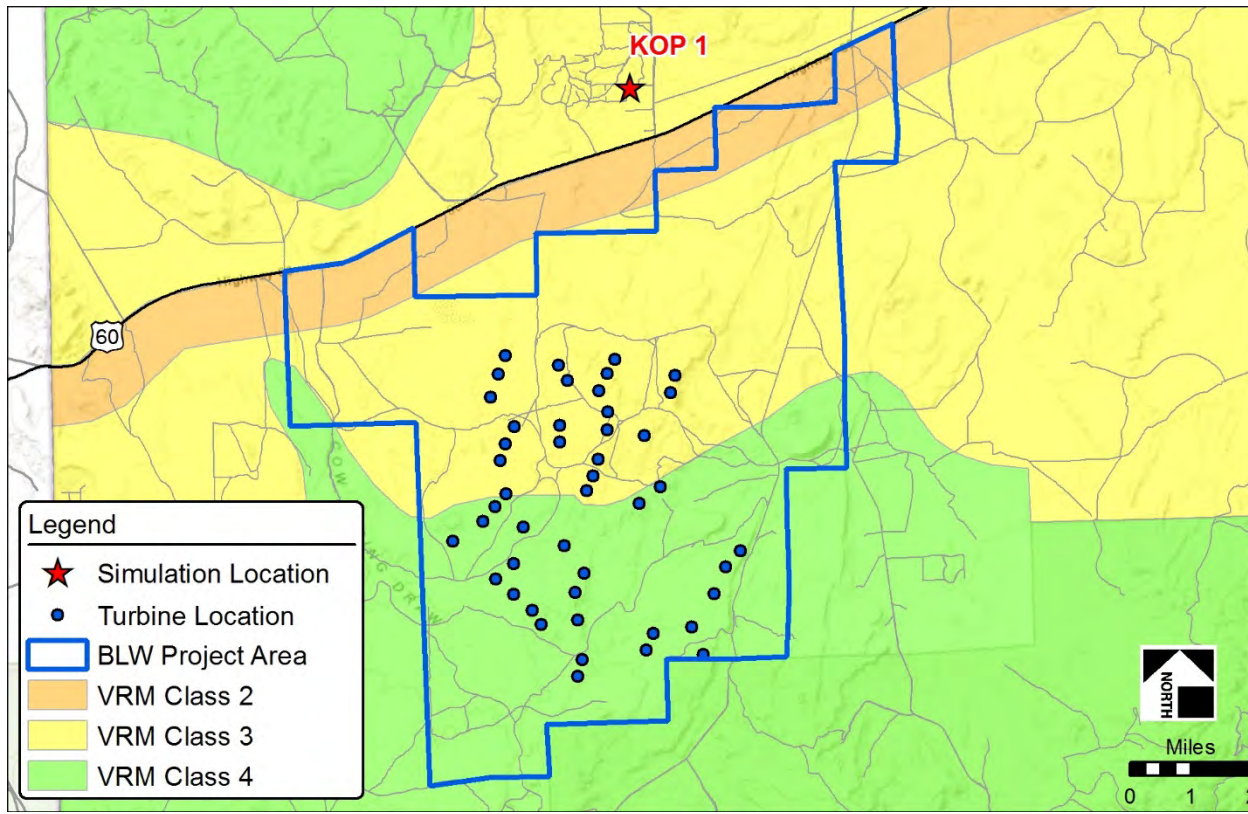 KOP 1
60
Legend
Simulation Location
Turbine Location
BLW Project Area
VRM Class 2
VRM Class 3
VRM Class 4
NORTH
Miles
0 1 2